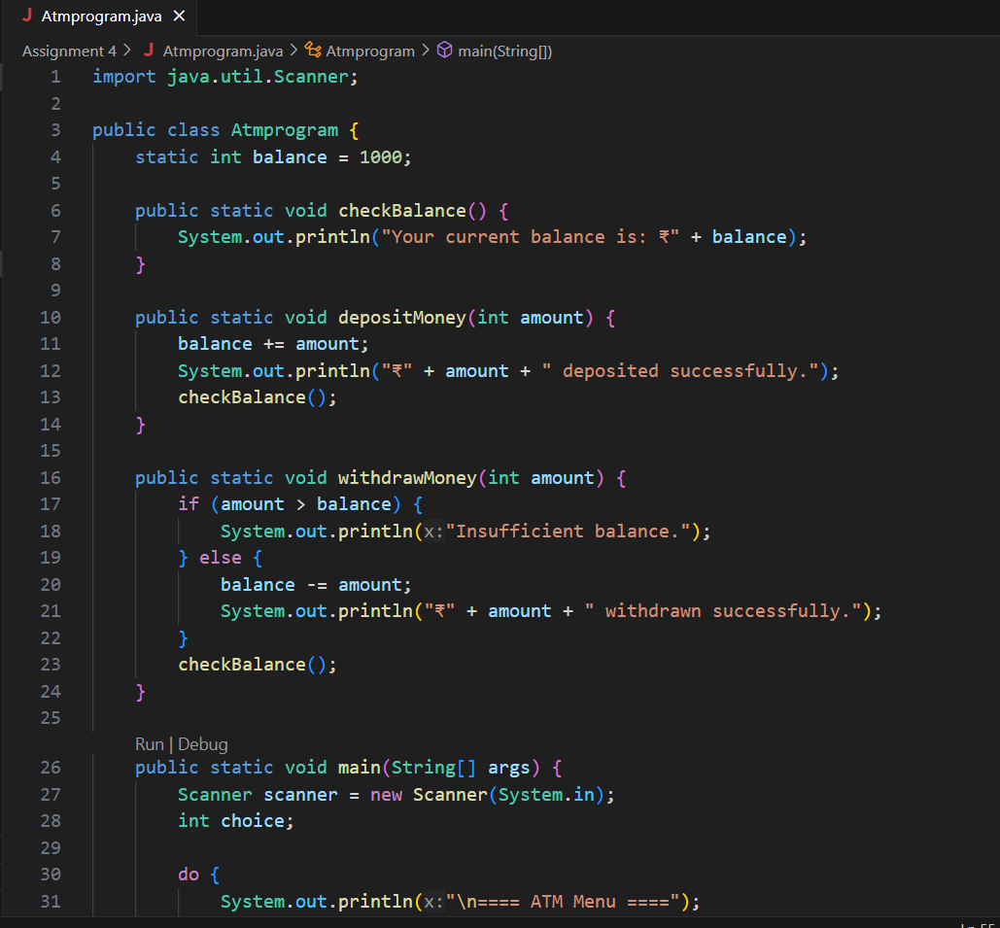 J Atmprogram.java ×
Assignment 4 > J Atmprogram.java > Atmprogram > main(String[])
1 import java.util.Scanner;
2
3 public class Atmprogram {
4     static int balance = 1000;
5
6     public static void checkBalance() {
7         System.out.println("Your current balance is: ₹" + balance);
8     }
9
10     public static void depositMoney(int amount) {
11         balance += amount;
12         System.out.println("₹" + amount + " deposited successfully.");
13         checkBalance();
14     }
15
16     public static void withdrawMoney(int amount) {
17         if (amount > balance) {
18             System.out.println(x:"Insufficient balance.");
19         } else {
20             balance -= amount;
21             System.out.println("₹" + amount + " withdrawn successfully.");
22         }
23         checkBalance();
24     }
25
Run | Debug
26     public static void main(String[] args) {
27         Scanner scanner = new Scanner(System.in);
28         int choice;
29
30         do {
31             System.out.println(x:"\n==== ATM Menu ====");